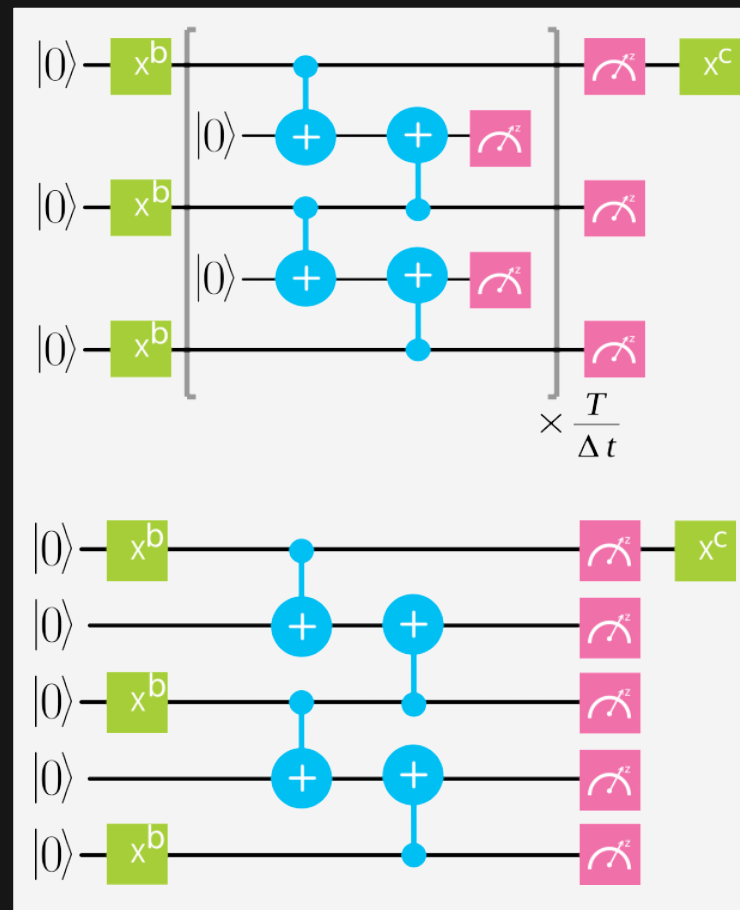 |0⟩ X^b z X^c
|0⟩ z
|0⟩ X^b z
|0⟩ z
|0⟩ X^b z
× T/Δt
|0⟩ X^b z X^c
|0⟩ z
|0⟩ X^b z
|0⟩ z
|0⟩ X^b z